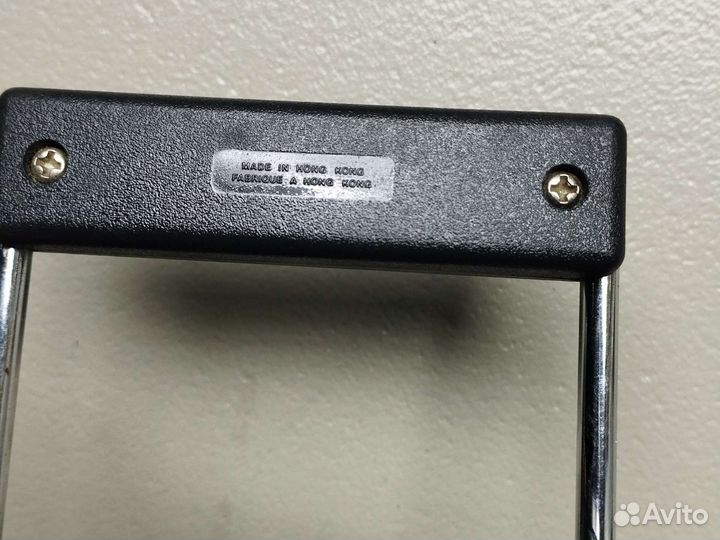 MADE IN HONG KONG
FABRIQUE A HONG KONG
Avito